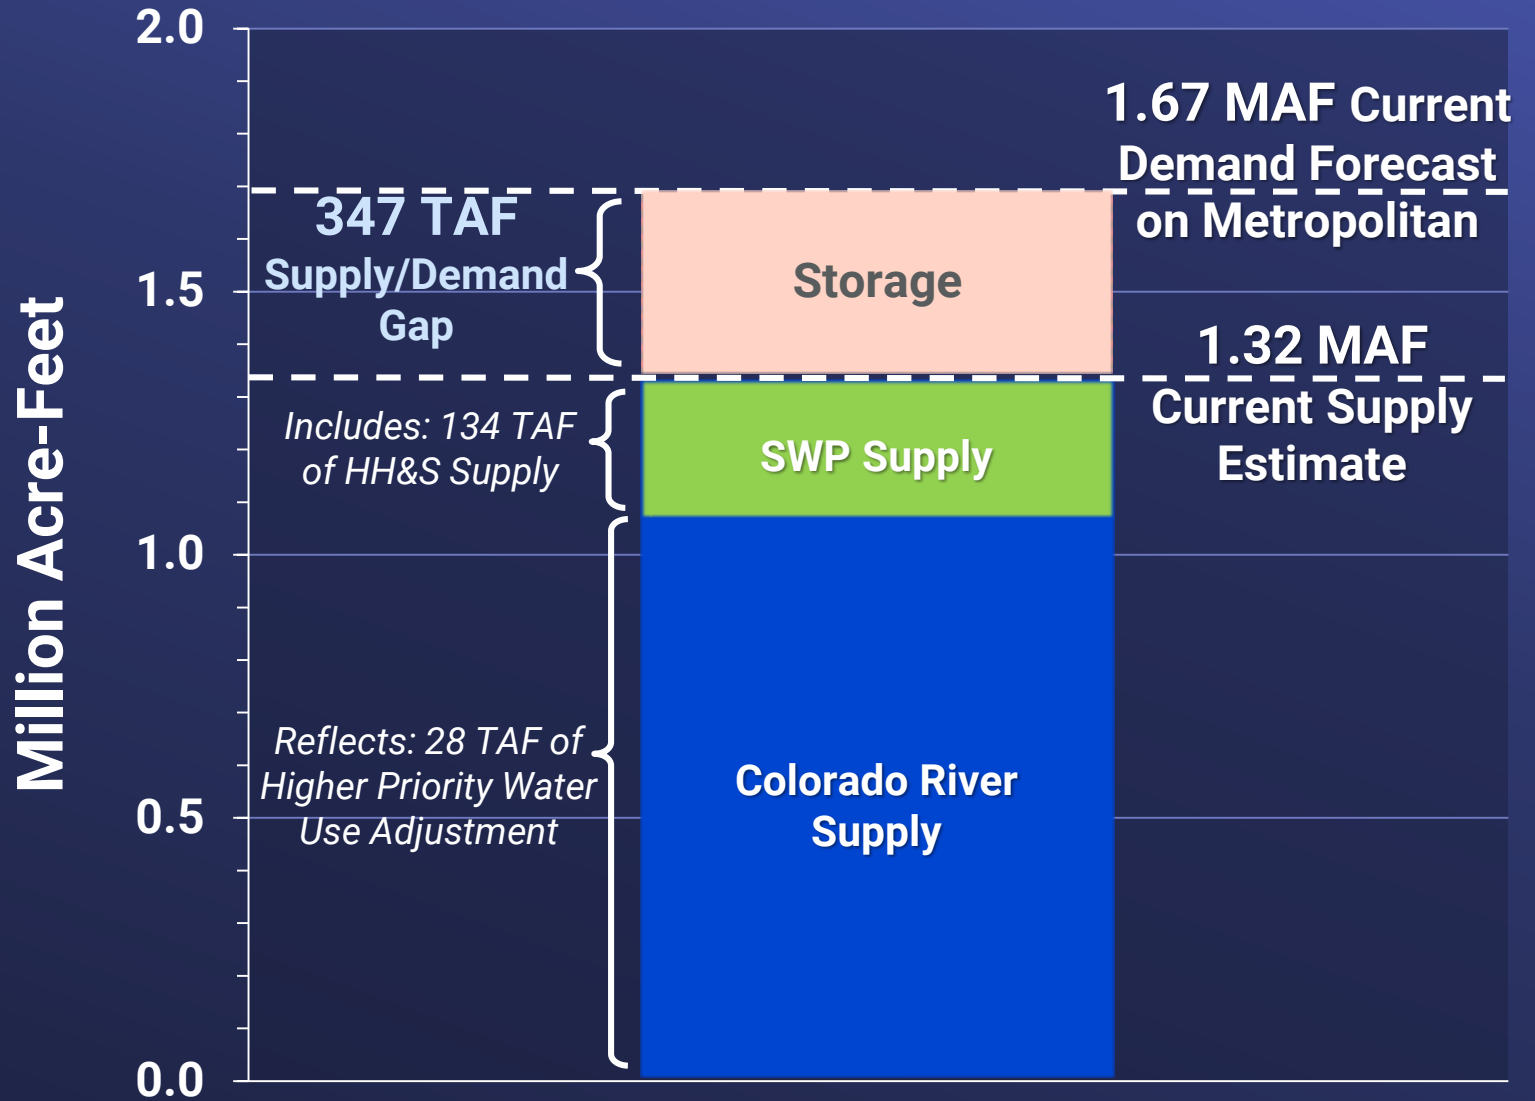 Million Acre-Feet
2.0
1.5
1.0
0.5
0.0
1.67 MAF Current
Demand Forecast
on Metropolitan
347 TAF
Supply/Demand
Gap
Storage
1.32 MAF
Current Supply
Estimate
Includes: 134 TAF
of HH&S Supply
SWP Supply
Reflects: 28 TAF of
Higher Priority Water
Use Adjustment
Colorado River
Supply